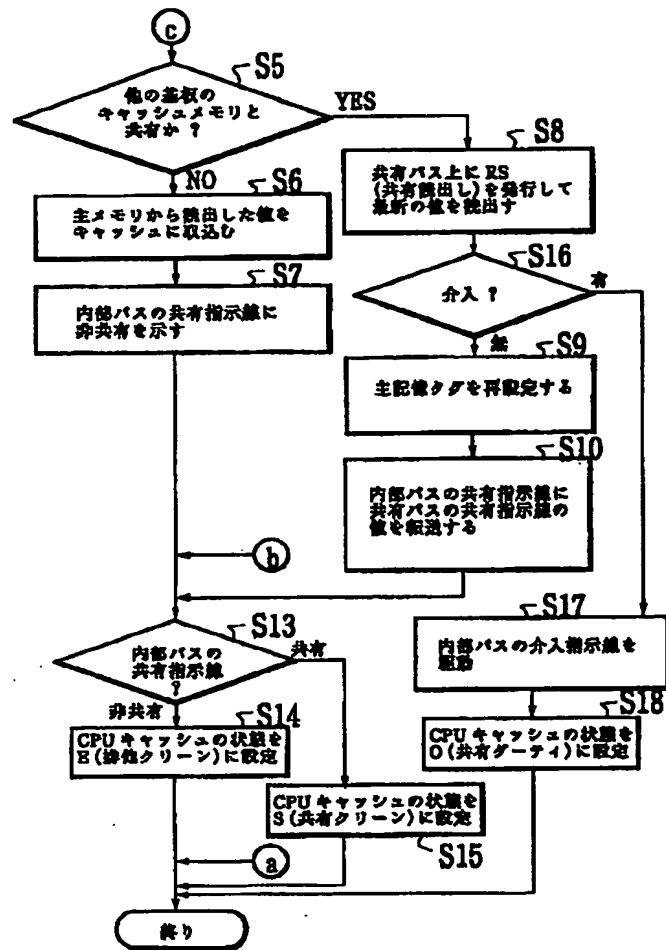 c
S5
他の基板の
キャッシュメモリと
共有か?
YES
NO
S6
主メモリから読出した値を
キャッシュに取込む
S7
内部バスの共有指示線に
非共有を示す
S8
共有バス上に RS
(共有読出し)を発行して
最新の値を読出す
S16
介入?
有
無
S9
主記憶タグを再設定する
S10
内部バスの共有指示線に
共有バスの共有指示線の
値を転送する
b
S13
内部バスの
共有指示線
?
共有
非共有
S14
CPUキャッシュの状態を
E(排他クリーン)に設定
S17
内部バスの介入指示線を
駆動
S18
CPUキャッシュの状態を
O(共有ダーティ)に設定
CPUキャッシュの状態を
S(共有クリーン)に設定
S15
a
終り